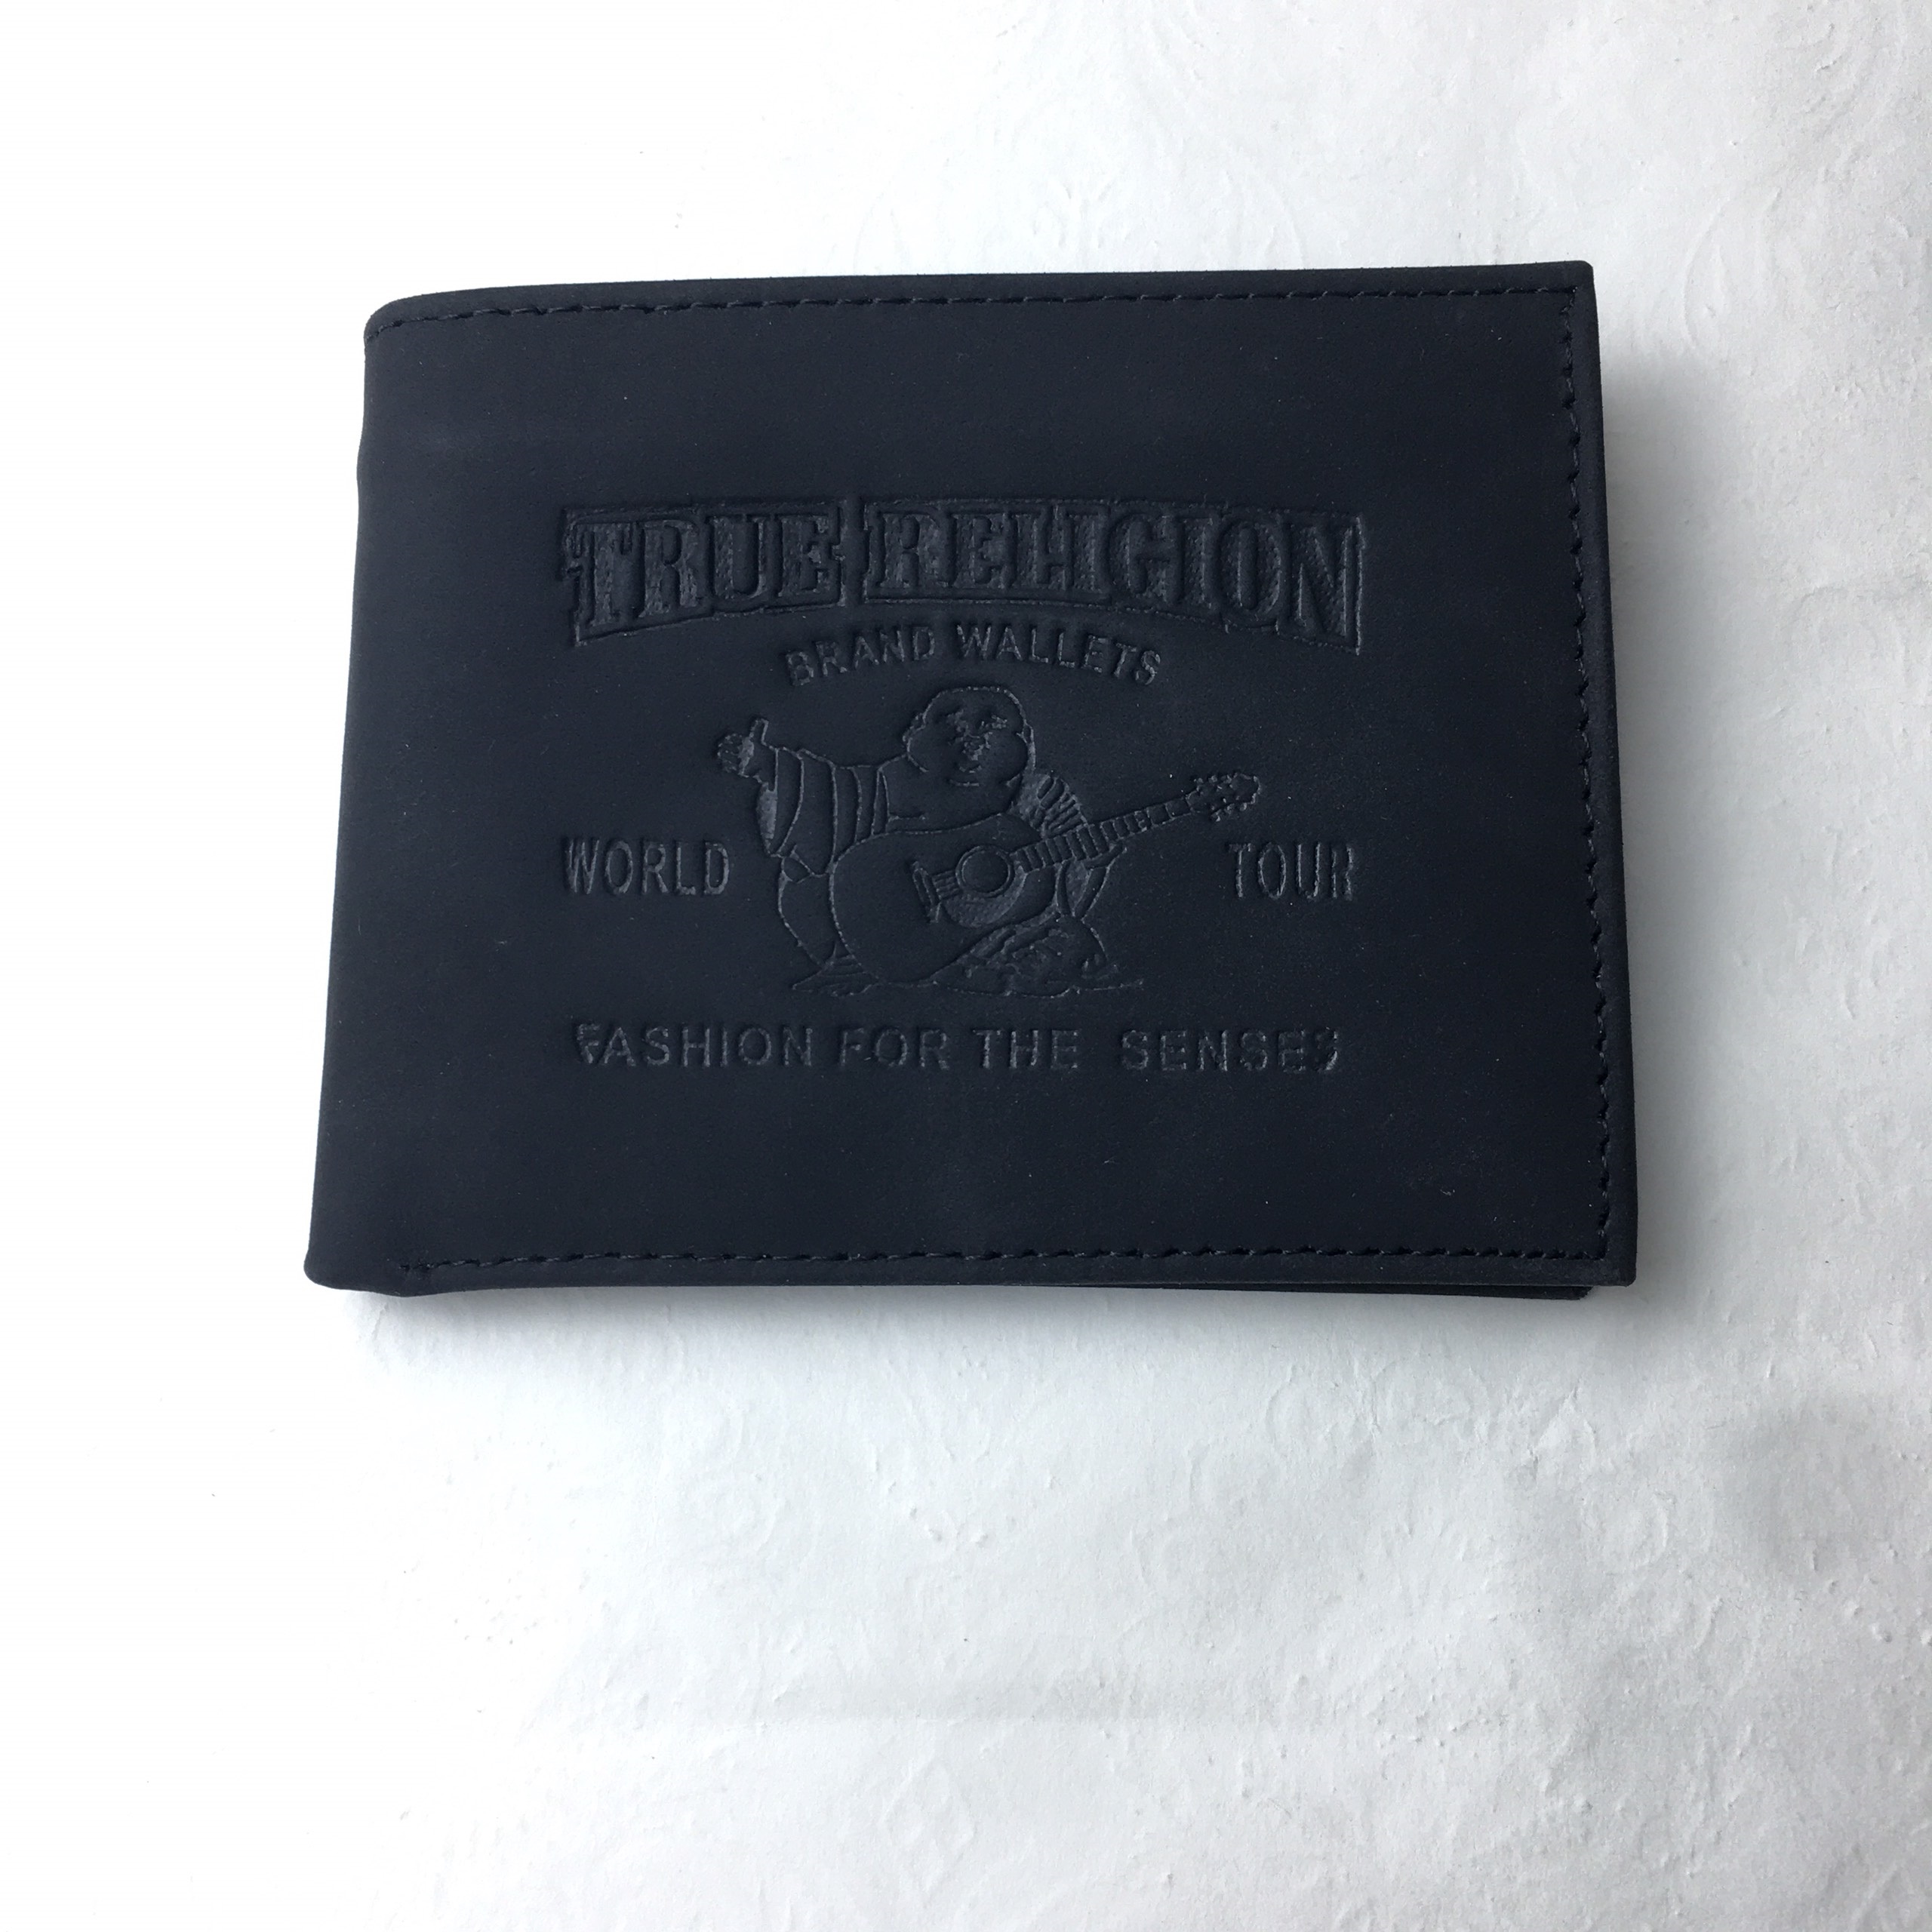 TRUE RELIGION
BRAND WALLETS
WORLD TOUR
FASHION FOR THE SENSES